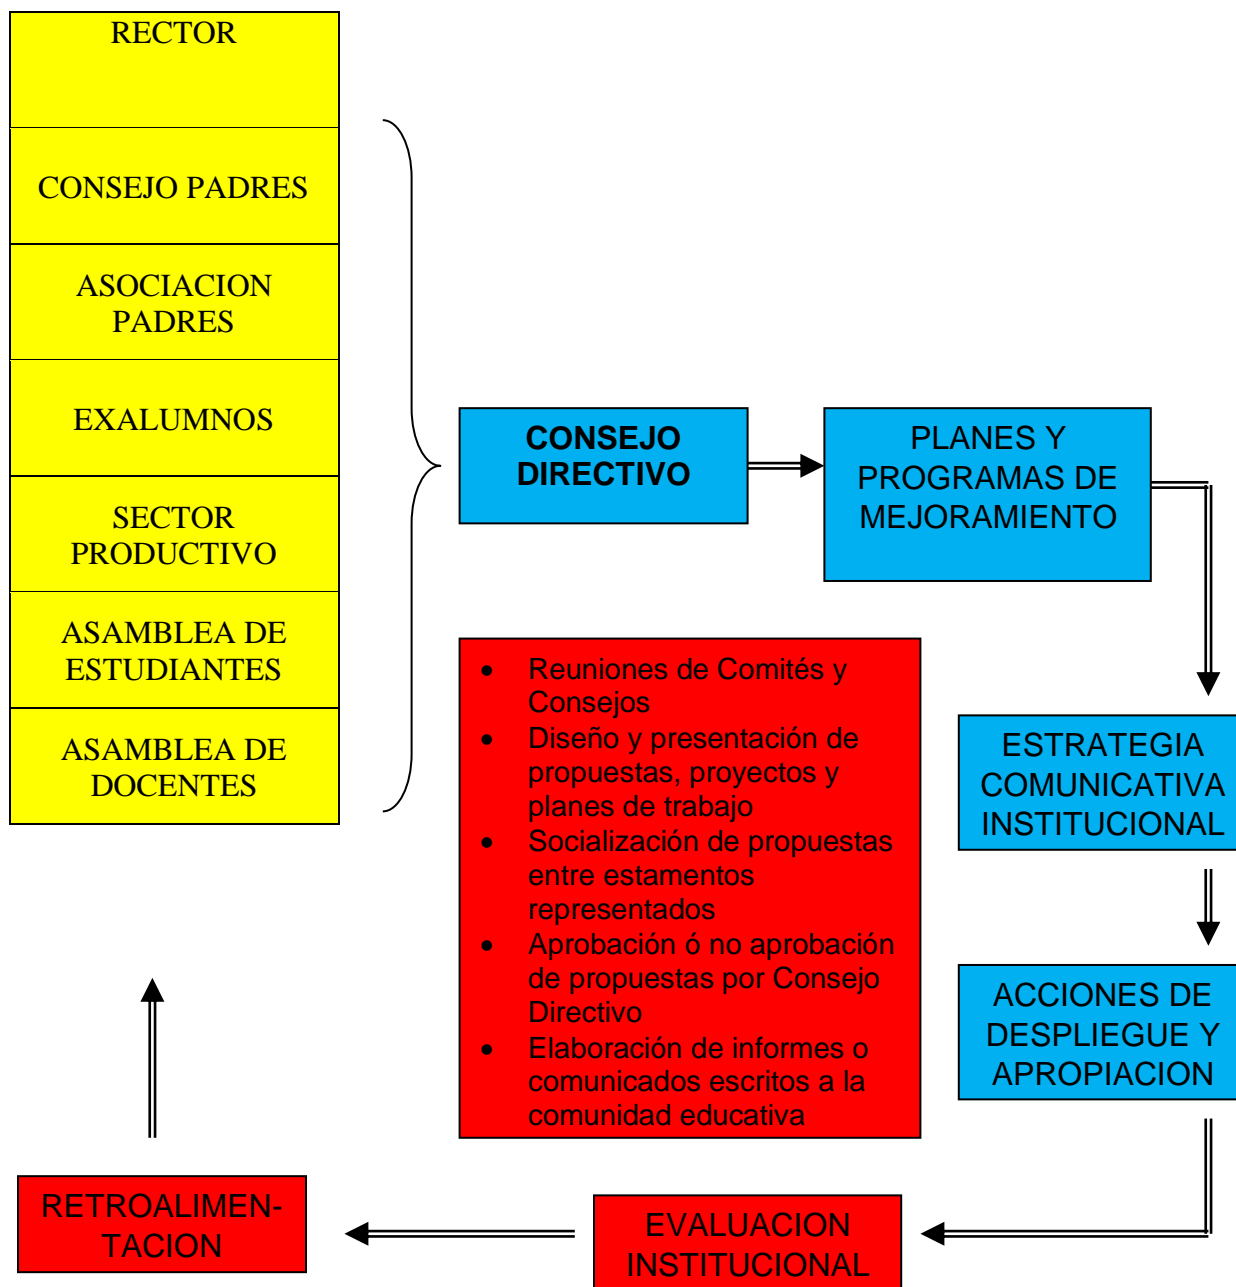 RECTOR
CONSEJO PADRES
ASOCIACION
PADRES
EXALUMNOS
SECTOR
PRODUCTIVO
ASAMBLEA DE
ESTUDIANTES
ASAMBLEA DE
DOCENTES
CONSEJO
DIRECTIVO
PLANES Y
PROGRAMAS DE
MEJORAMIENTO
• Reuniones de Comités y
Consejos
• Diseño y presentación de
propuestas, proyectos y
planes de trabajo
• Socialización de propuestas
entre estamentos
representados
• Aprobación ó no aprobación
de propuestas por Consejo
Directivo
• Elaboración de informes o
comunicados escritos a la
comunidad educativa
ESTRATEGIA
COMUNICATIVA
INSTITUCIONAL
ACCIONES DE
DESPLIEGUE Y
APROPIACION
EVALUACION
INSTITUCIONAL
RETROALIMEN-
TACION